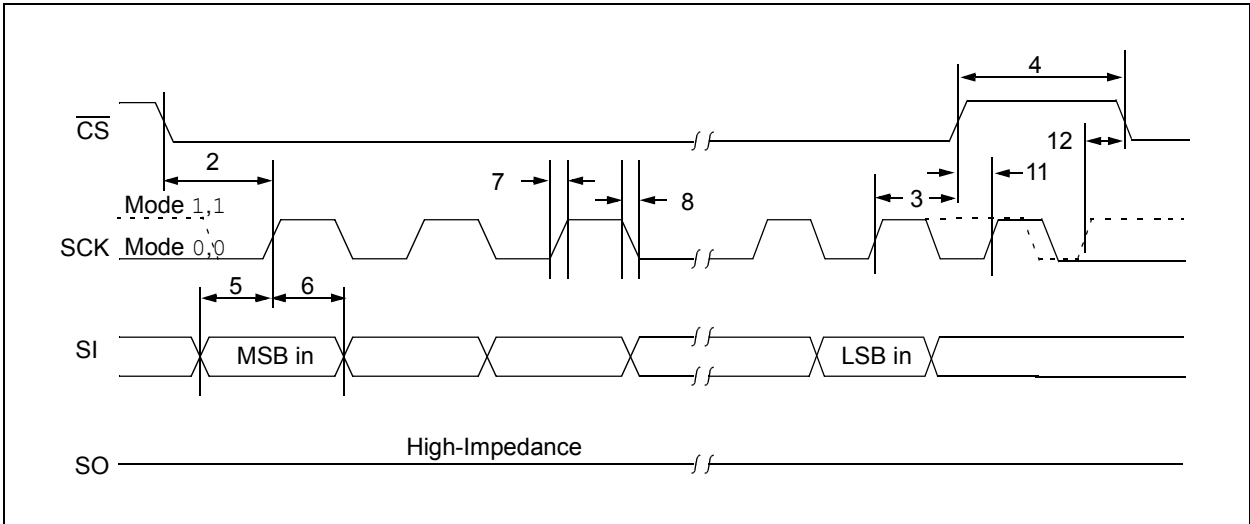 4
CS
12
2
11
7
8
3
Mode 1,1
SCK Mode 0,0
5
6
SI
MSB in
LSB in
High-Impedance
SO